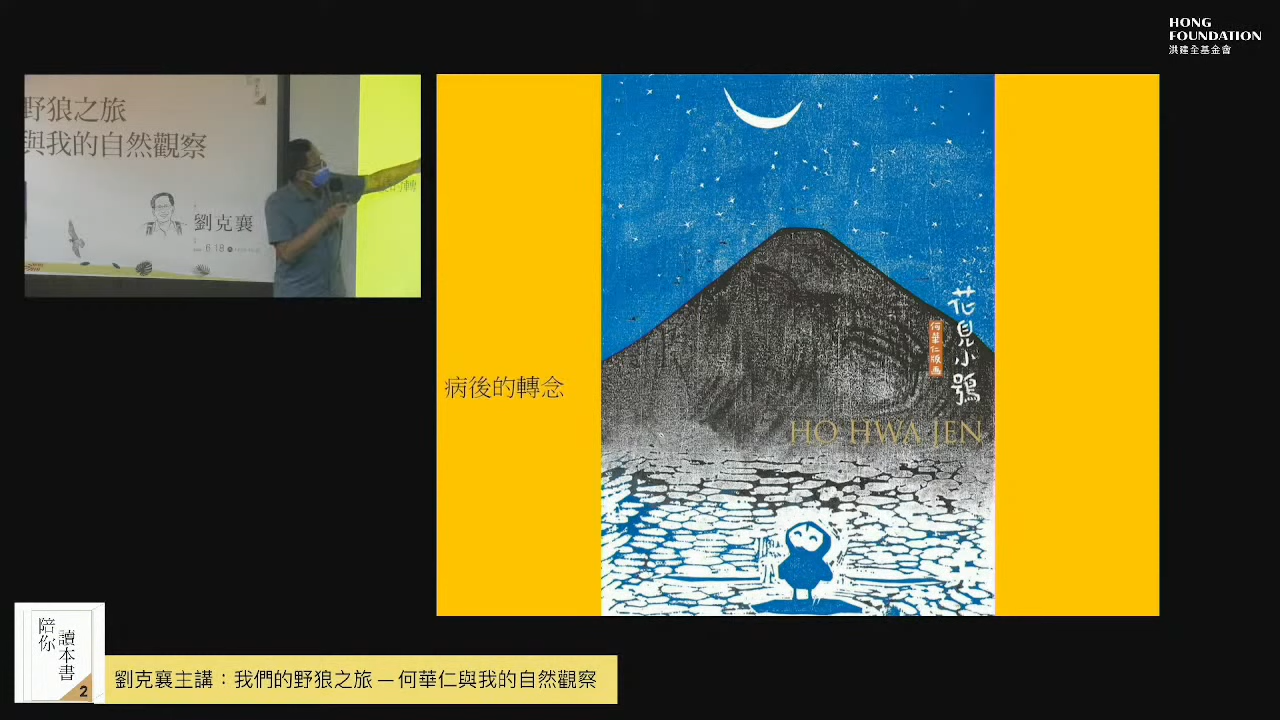 HONG
FOUNDATION
洪建全基金會
野狼之旅
與我的自然觀察
劉克襄
6.18
病後的轉念
花見小鴞
何華仁版画
HO HWA JEN
陪你
讀本書
2
劉克襄主講：我們的野狼之旅 — 何華仁與我的自然觀察